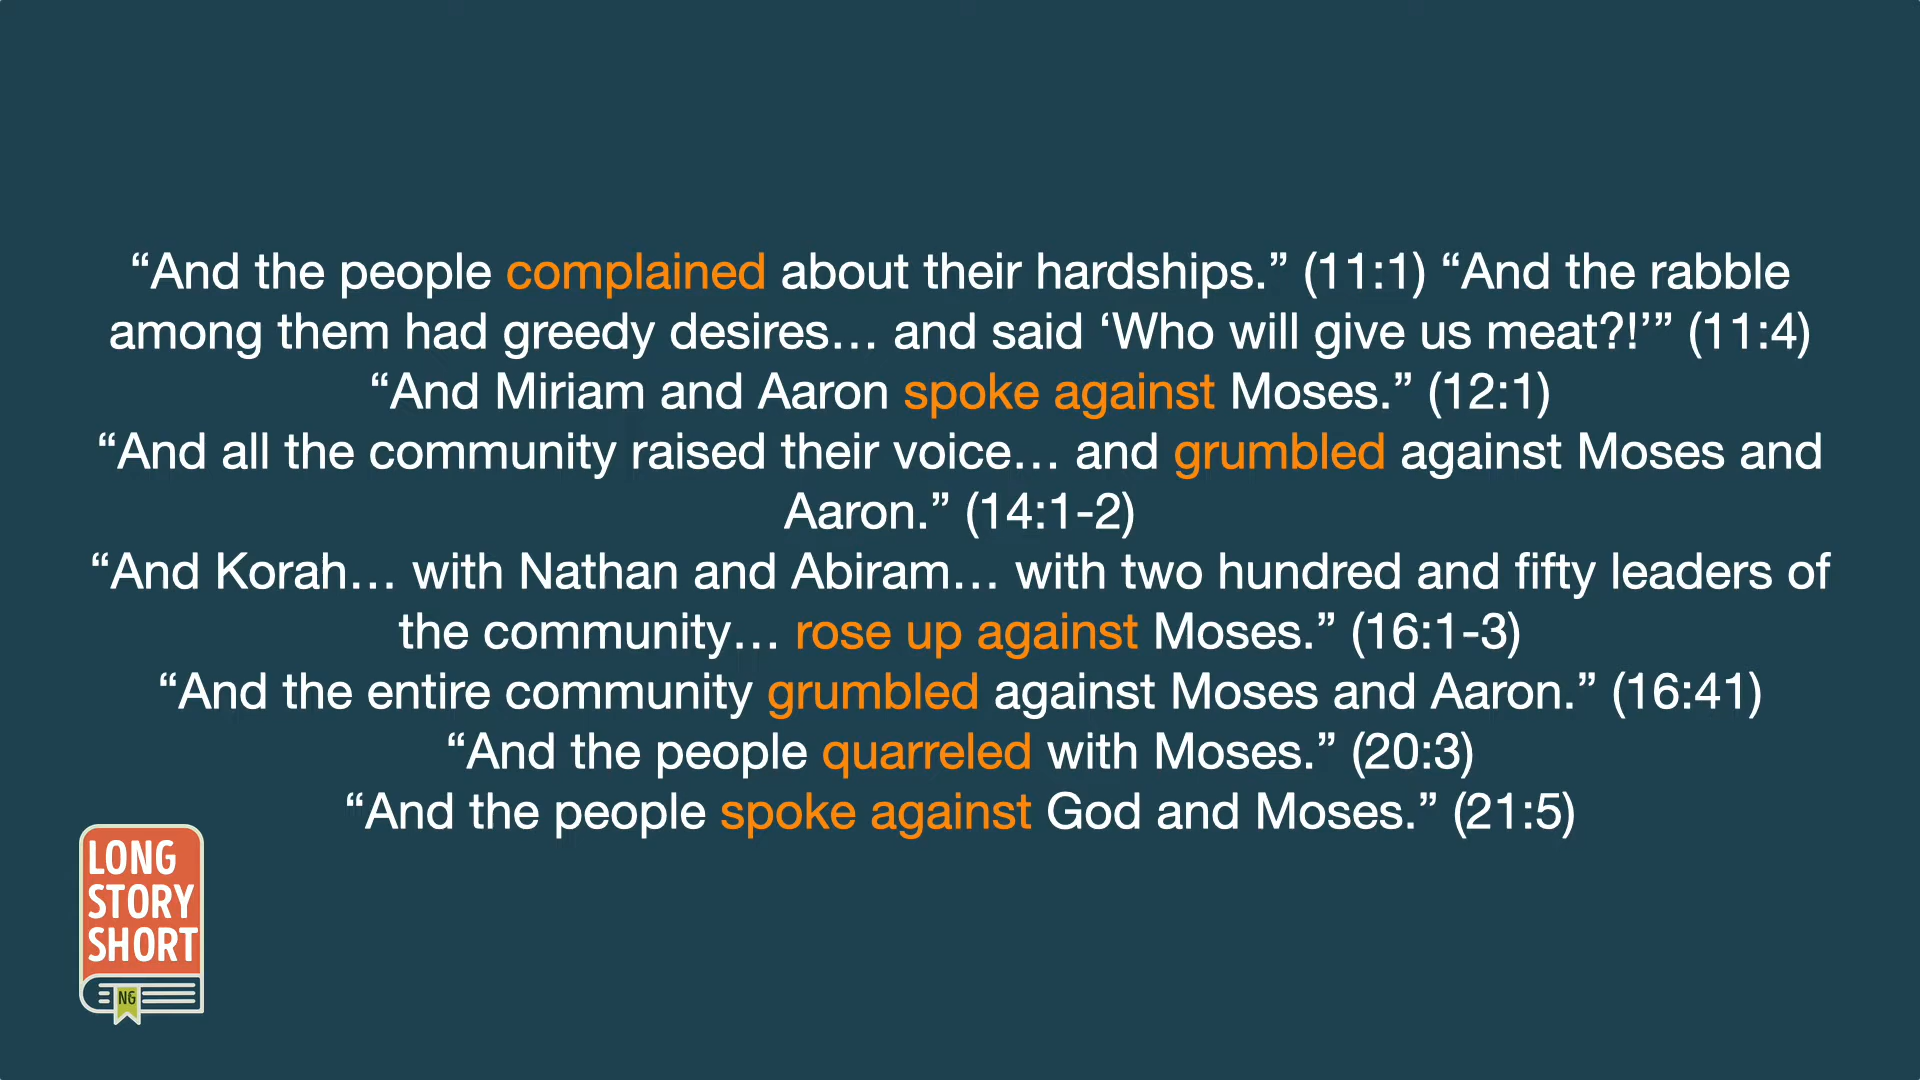 “And the people complained about their hardships.” (11:1) “And the rabble
among them had greedy desires… and said ‘Who will give us meat?!’” (11:4)
“And Miriam and Aaron spoke against Moses.” (12:1)
“And all the community raised their voice… and grumbled against Moses and
Aaron.” (14:1-2)
“And Korah… with Nathan and Abiram… with two hundred and fifty leaders of
the community… rose up against Moses.” (16:1-3)
“And the entire community grumbled against Moses and Aaron.” (16:41)
“And the people quarreled with Moses.” (20:3)
“And the people spoke against God and Moses.” (21:5)
LONG
STORY
SHORT
NG